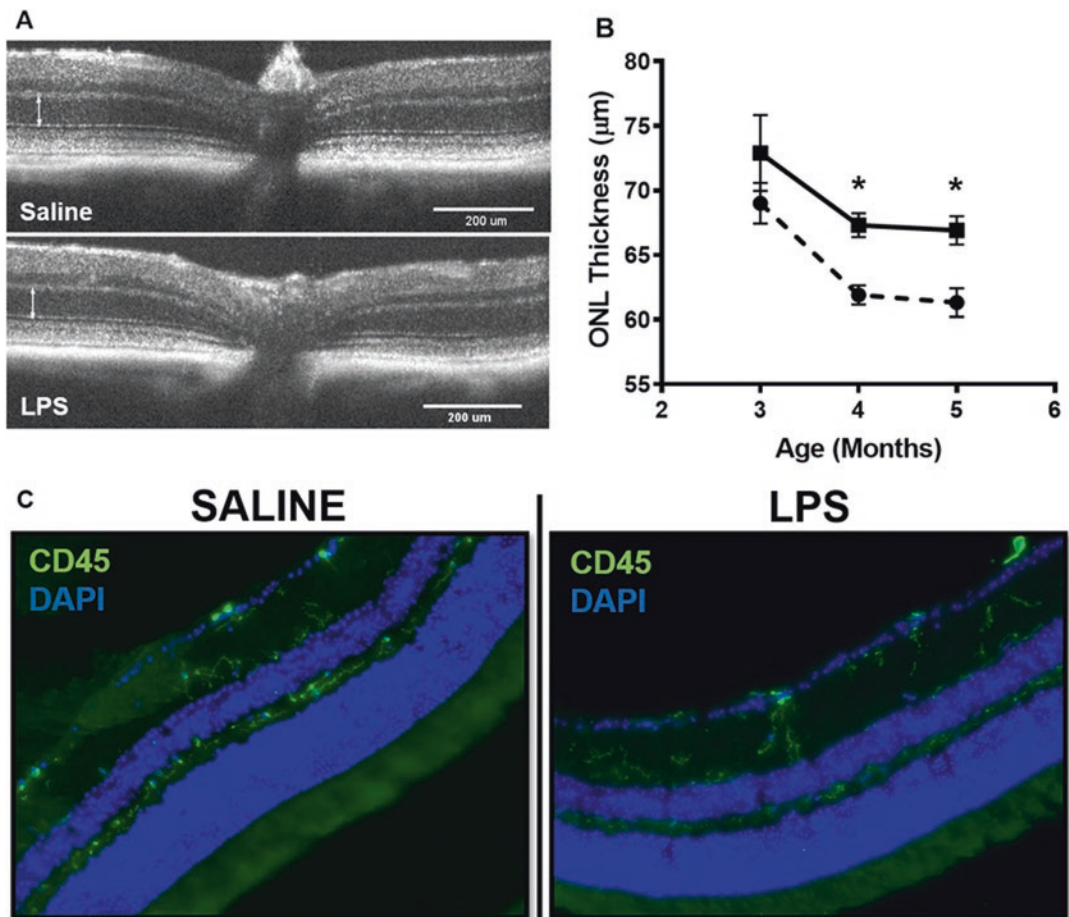 A
Saline
200 um
LPS
200 um
B
ONL Thickness (μm)
80
75
70
65
60
55
* *
2 3 4 5 6
Age (Months)
C
SALINE
LPS
CD45
DAPI
CD45
DAPI